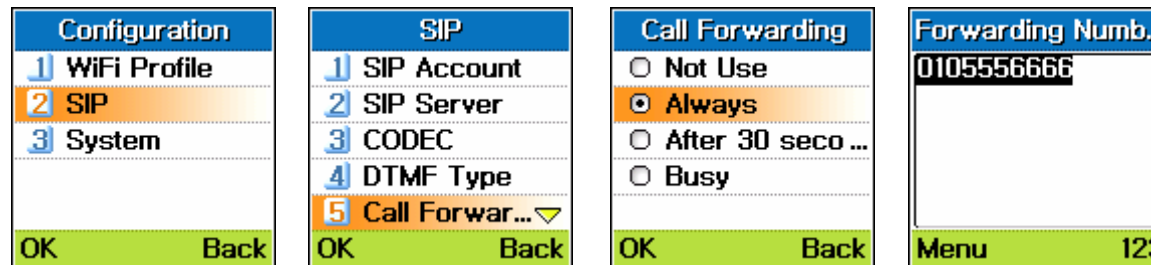 Configuration
1 WiFi Profile
2 SIP
3 System
OK Back
SIP
1 SIP Account
2 SIP Server
3 CODEC
4 DTMF Type
5 Call Forwar...
OK Back
Call Forwarding
Not Use
Always
After 30 seco ...
Busy
OK Back
Forwarding Numb.
0105556666
Menu 123